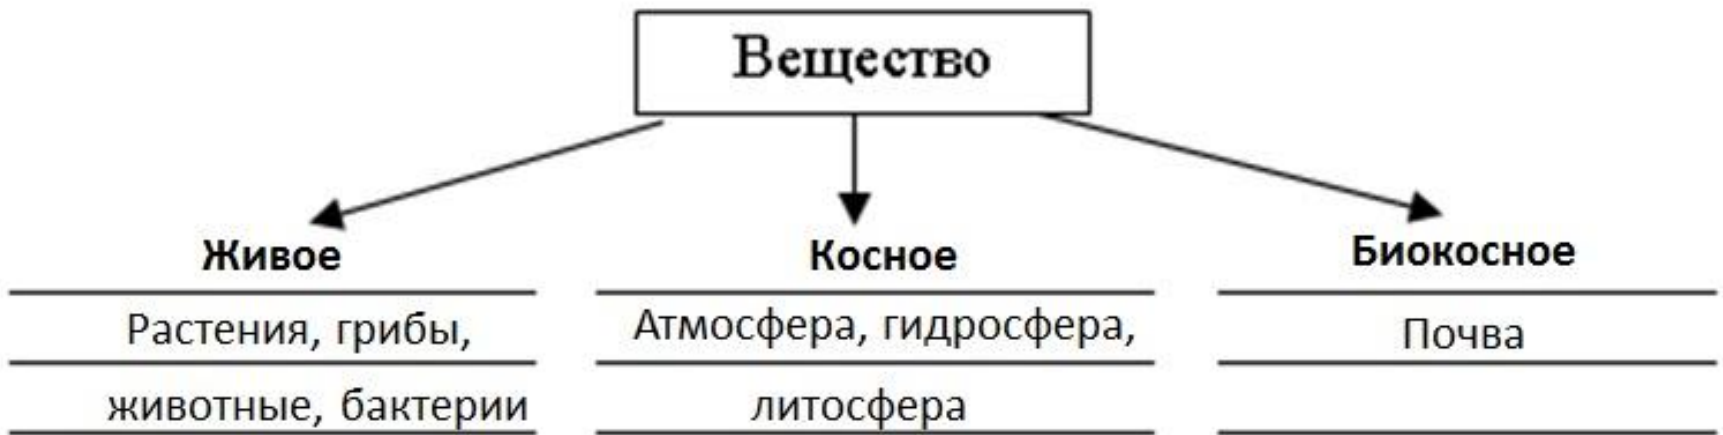 Вещество
Живое
Растения, грибы,
животные, бактерии
Косное
Атмосфера, гидросфера,
литосфера
Биокосное
Почва